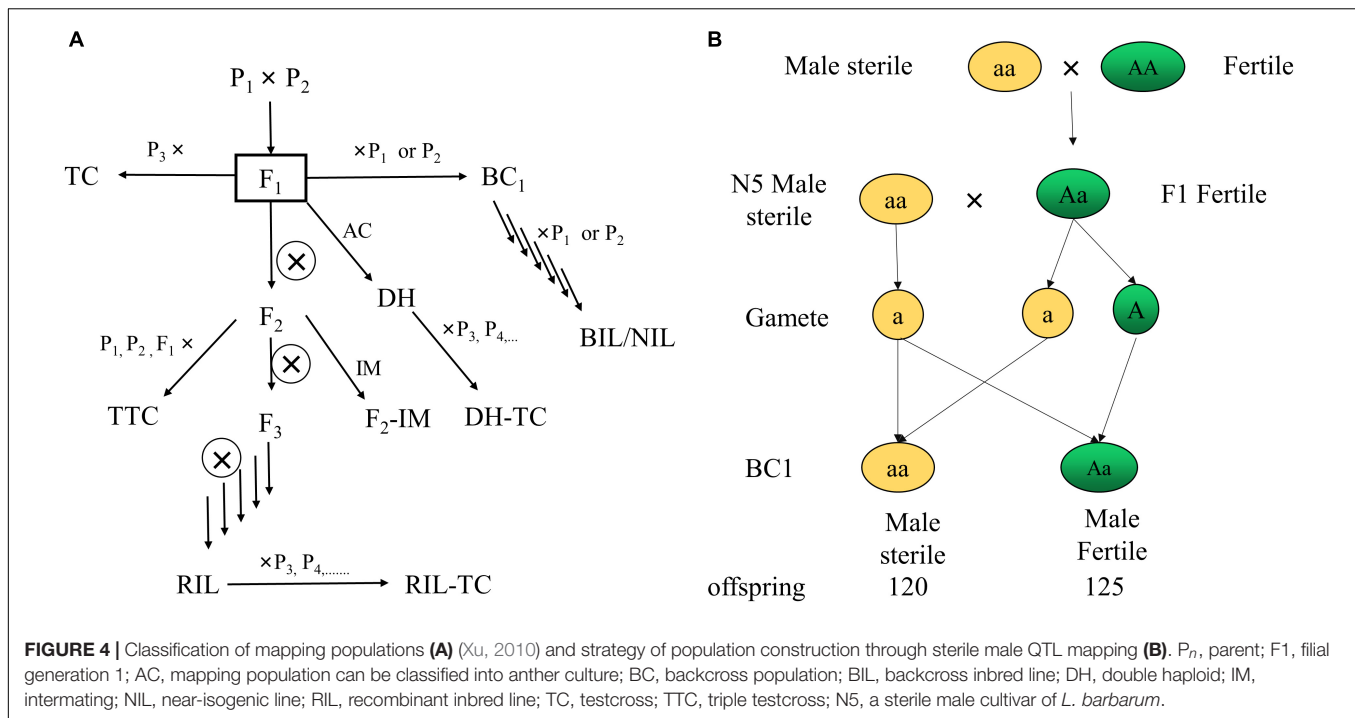 A
P1 × P2
P3 ×
×P1 or P2
TC
F1
BC1
AC
×P1 or P2
×
DH
F2
×P3, P4,...
BIL/NIL
P1, P2 , F1 ×
×
IM
TTC
F3
F2-IM
DH-TC
×
×P3, P4,.......
RIL
RIL-TC
B
Male sterile
aa
×
AA
Fertile
N5 Male
sterile
aa
×
Aa
F1 Fertile
Gamete
a
a
A
BC1
aa
Aa
Male
sterile
Male
Fertile
offspring
120
125
FIGURE 4 | Classification of mapping populations (A) (Xu, 2010) and strategy of population construction through sterile male QTL mapping (B). Pn, parent; F1, filial
generation 1; AC, mapping population can be classified into anther culture; BC, backcross population; BIL, backcross inbred line; DH, double haploid; IM,
intermating; NIL, near-isogenic line; RIL, recombinant inbred line; TC, testcross; TTC, triple testcross; N5, a sterile male cultivar of L. barbarum.